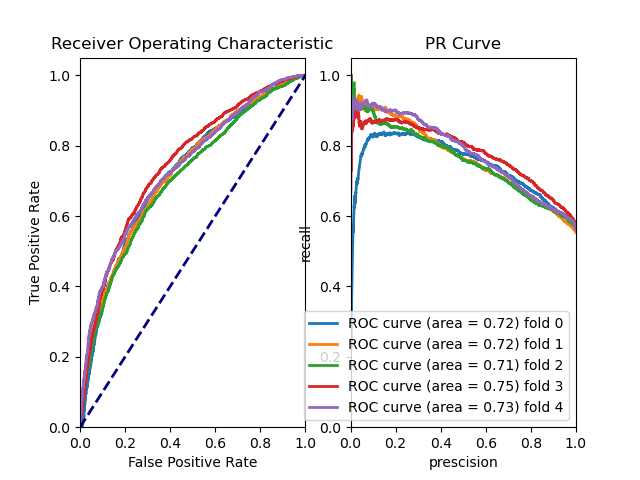 Receiver Operating Characteristic
PR Curve
True Positive Rate
1.0
0.8
0.6
0.4
0.2
0.0
0.0 0.2 0.4 0.6 0.8 1.0
False Positive Rate
recall
1.0
0.8
0.6
0.4
0.2
0.0
ROC curve (area = 0.72) fold 0
ROC curve (area = 0.72) fold 1
ROC curve (area = 0.71) fold 2
ROC curve (area = 0.75) fold 3
ROC curve (area = 0.73) fold 4
0.0 0.2 0.4 0.6 0.8 1.0
prescision